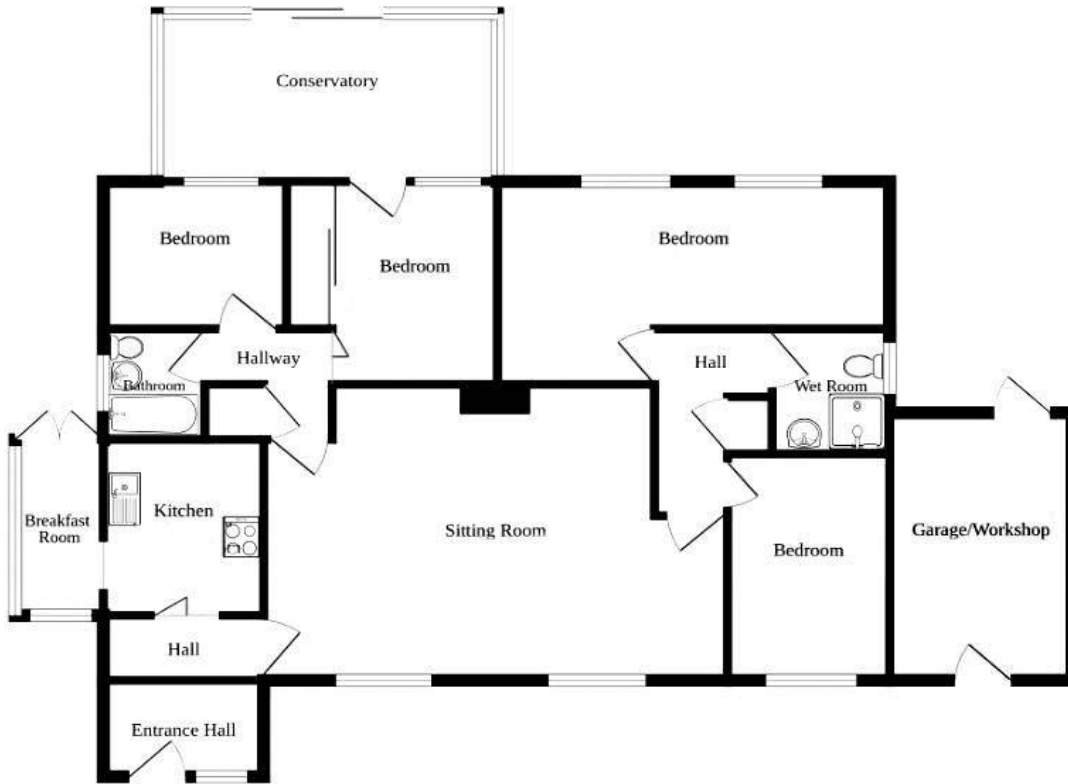 Conservatory
Bedroom
Bedroom
Bedroom
Hallway
Hall
Bathroom
Wet Room
Kitchen
Breakfast
Room
Sitting Room
Garage/Workshop
Bedroom
Hall
Entrance Hall